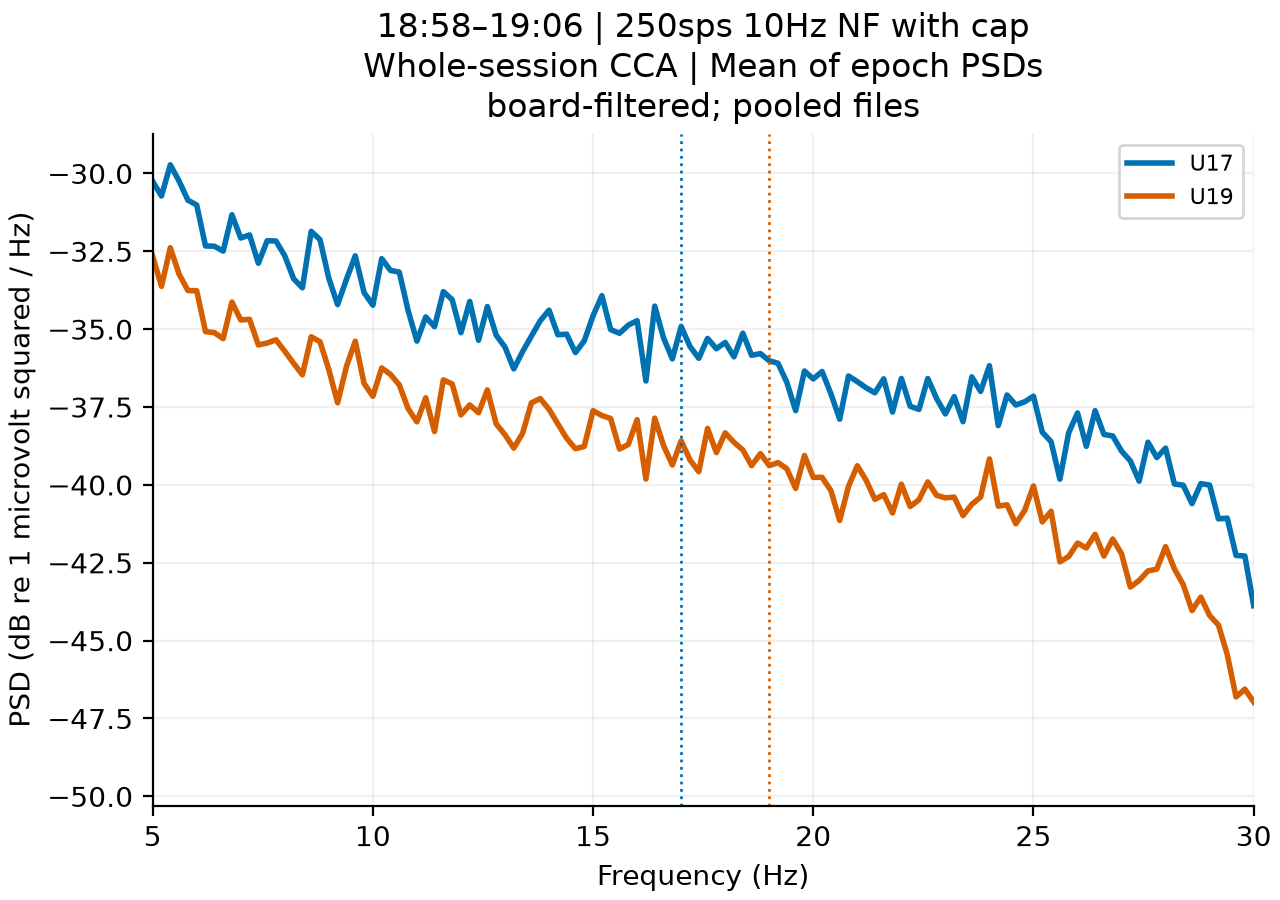 18:58–19:06 | 250sps 10Hz NF with cap
Whole-session CCA | Mean of epoch PSDs
board-filtered; pooled files
U17
U19
PSD (dB re 1 microvolt squared / Hz)
−30.0
−32.5
−35.0
−37.5
−40.0
−42.5
−45.0
−47.5
−50.0
5
10
15
20
25
30
Frequency (Hz)